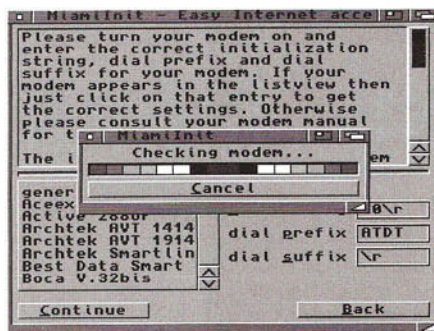 MiamiInit - Easy Internet acce
Please turn your modem on and
enter the correct initialization
string, dial prefix and dial
suffix for your modem. If your
modem appears in the listview then
just click on that entry to get
the correct settings. Otherwise
please consult your modem manual
for t
MiamiInit
Checking modem...
The i
em
Cancel
gener
Aceex
Active 2880f
Archtek AVT 1414
Archtek AVT 1914
Archtek Smartlin
Best Data Smart
Boca V.32bis
0\r
dial prefix ATDT
dial suffix \r
Continue
Back